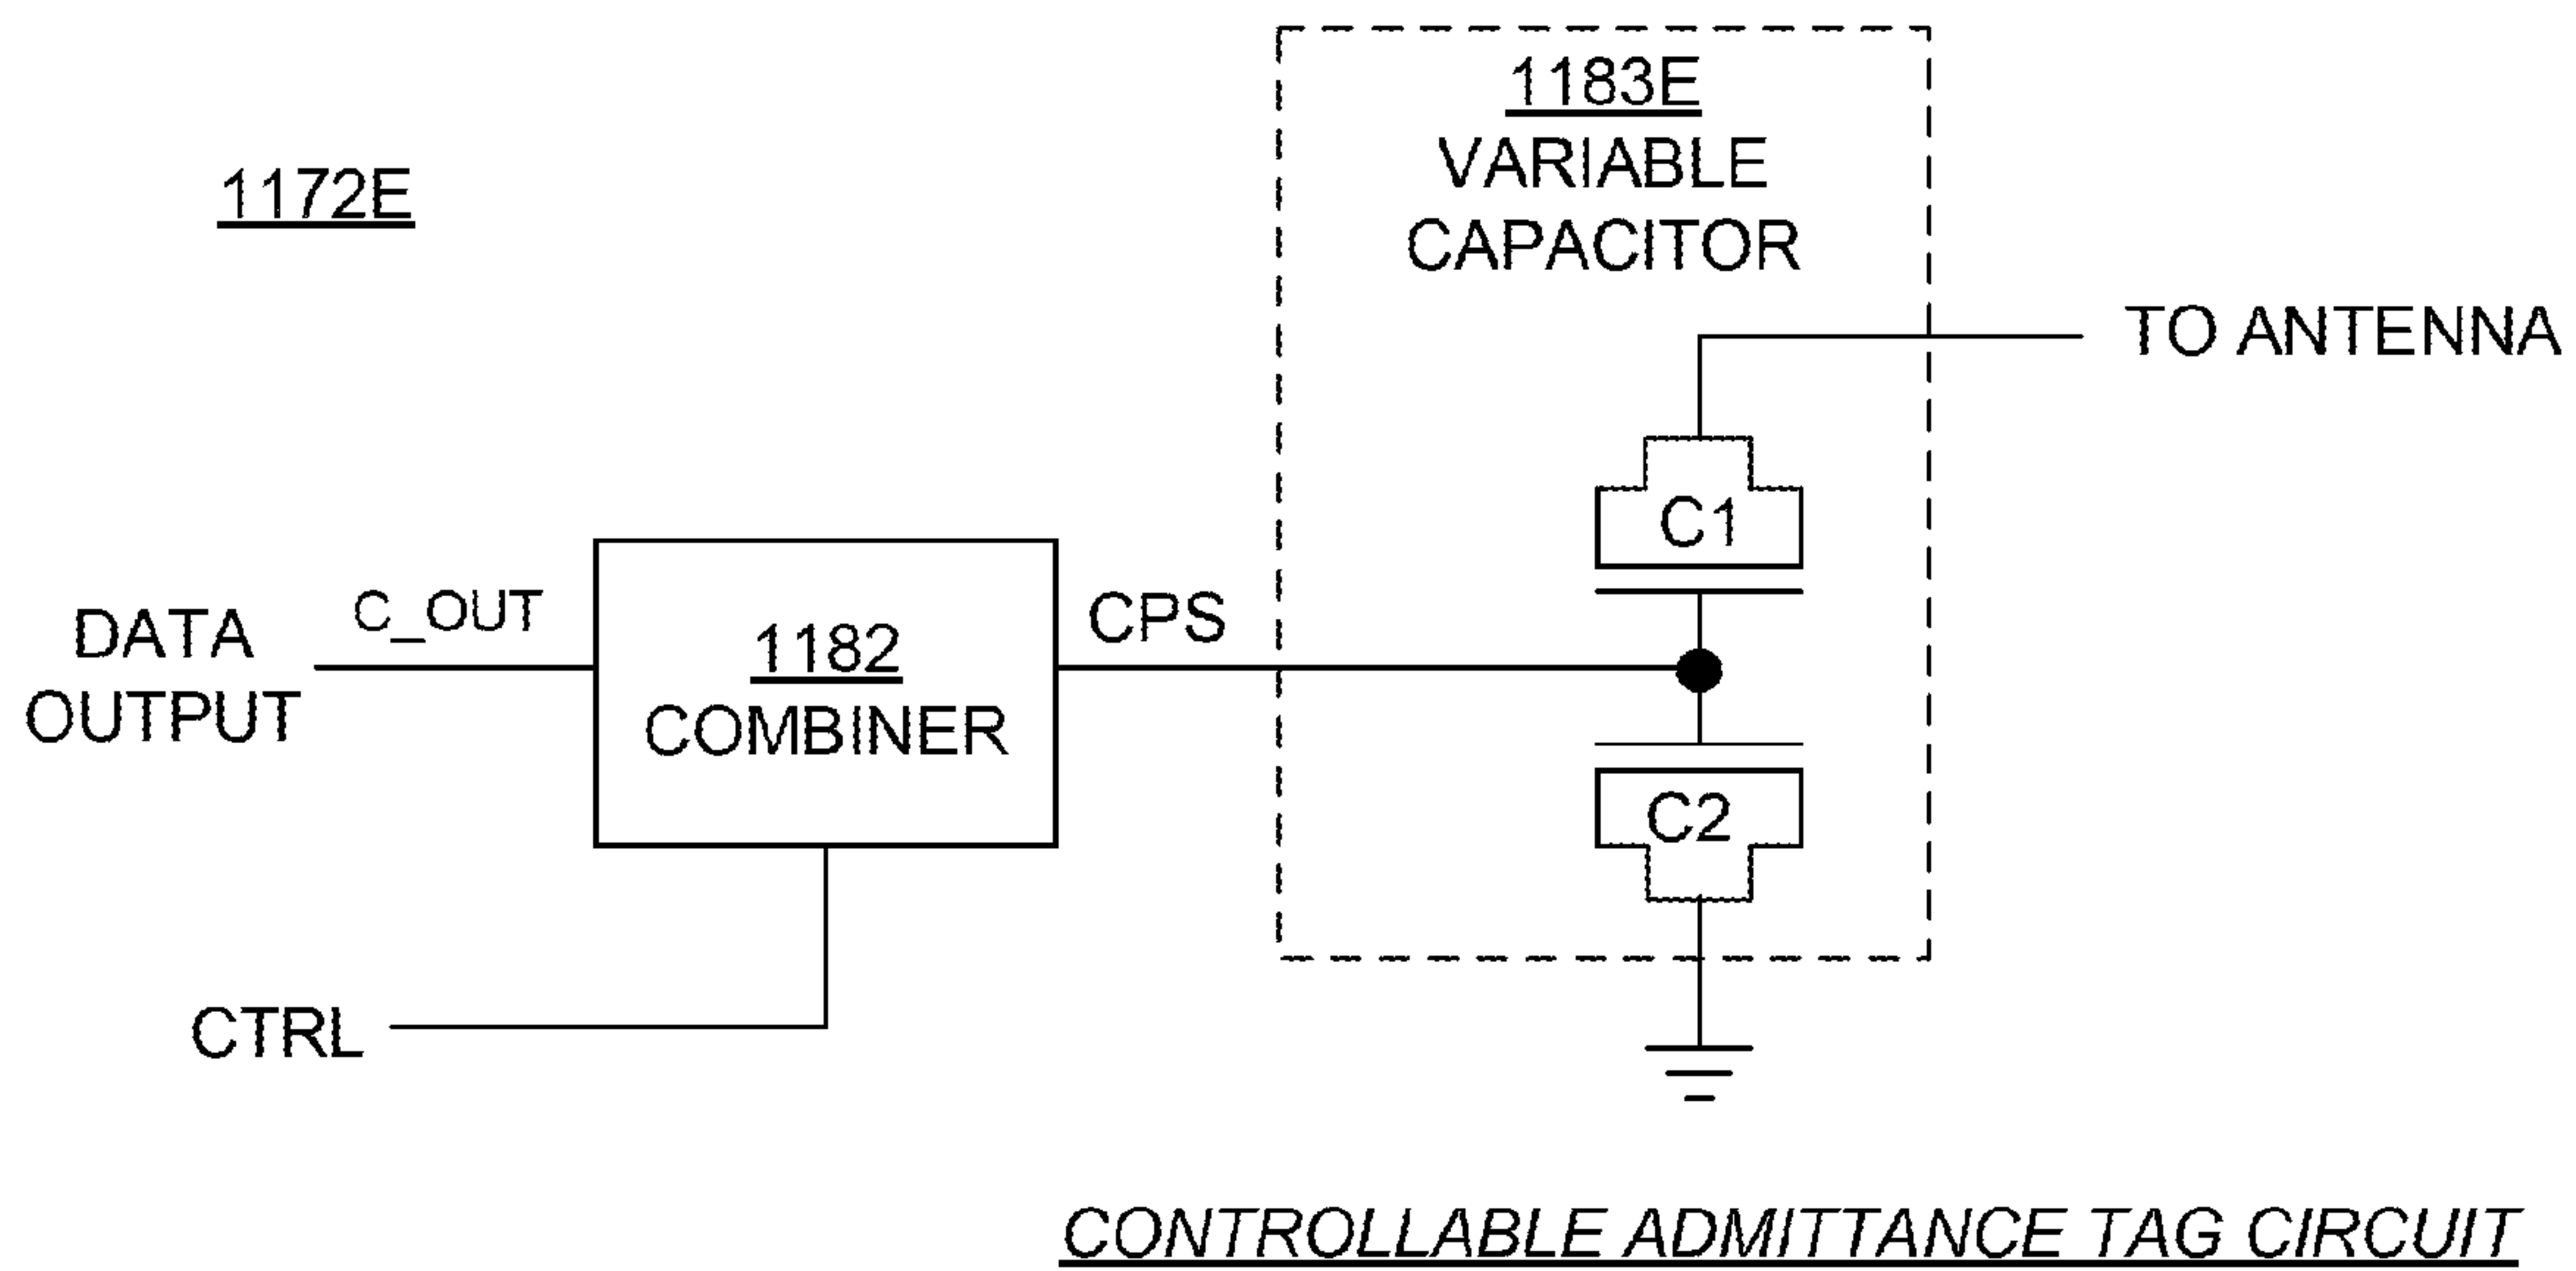 1172E
1183E
VARIABLE
CAPACITOR
TO ANTENNA
C1
C_OUT
DATA
OUTPUT
1182
COMBINER
CPS
C2
CTRL
CONTROLLABLE ADMITTANCE TAG CIRCUIT